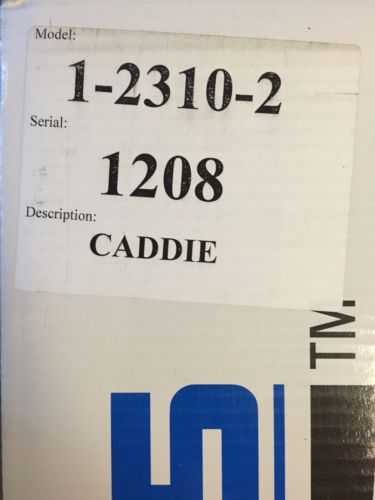 Model:
1-2310-2
Serial:
1208
Description:
CADDIE
TM.